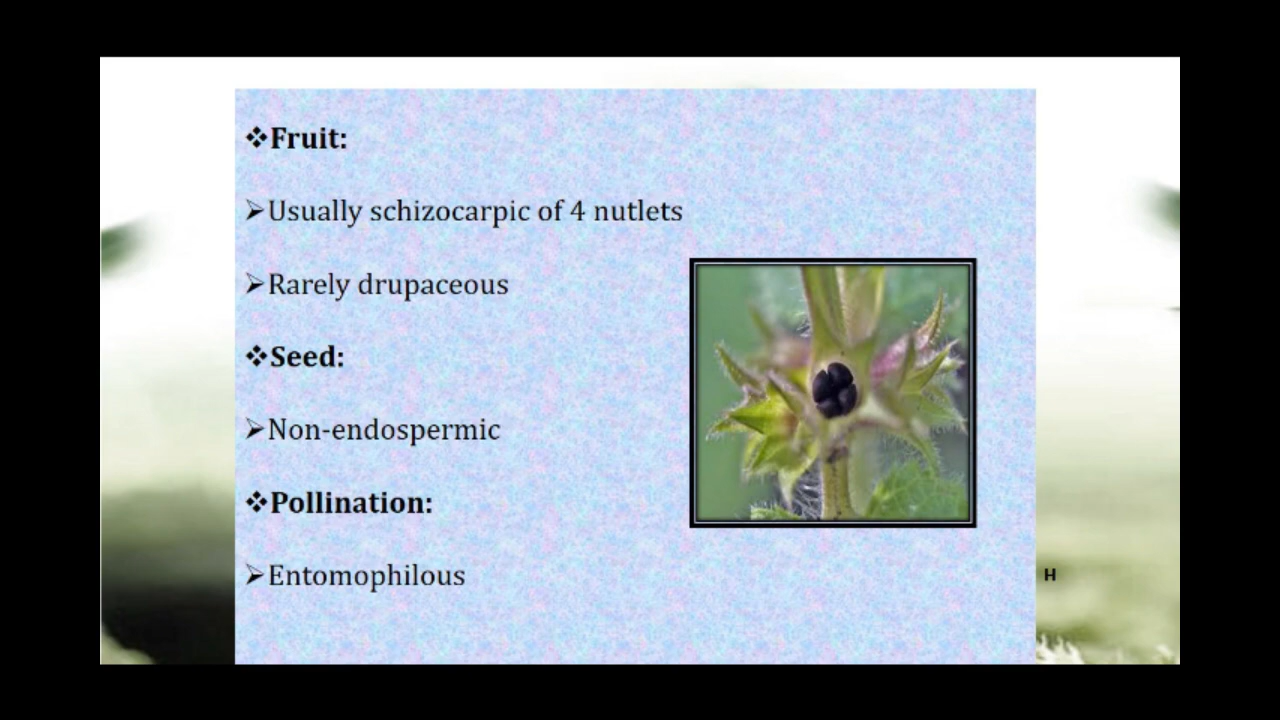 ❖Fruit:
➢Usually schizocarpic of 4 nutlets
➢Rarely drupaceous
❖Seed:
➢Non-endospermic
❖Pollination:
➢Entomophilous
H